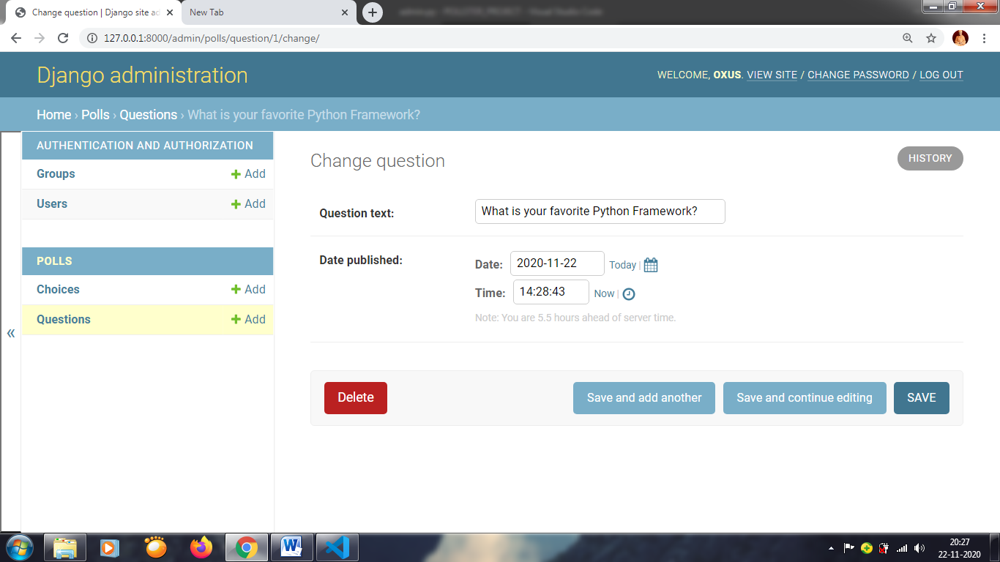 Change question | Django site ad
New Tab
127.0.0.1:8000/admin/polls/question/1/change/
Django administration
WELCOME, OXUS. VIEW SITE / CHANGE PASSWORD / LOG OUT
Home › Polls › Questions › What is your favorite Python Framework?
AUTHENTICATION AND AUTHORIZATION
Groups Add
Users Add
POLLS
Choices Add
Questions Add
«
Change question
HISTORY
Question text: What is your favorite Python Framework?
Date published: Date: 2020-11-22 Today |
Time: 14:28:43 Now |
Note: You are 5.5 hours ahead of server time.
Delete Save and add another Save and continue editing SAVE
20:27
22-11-2020